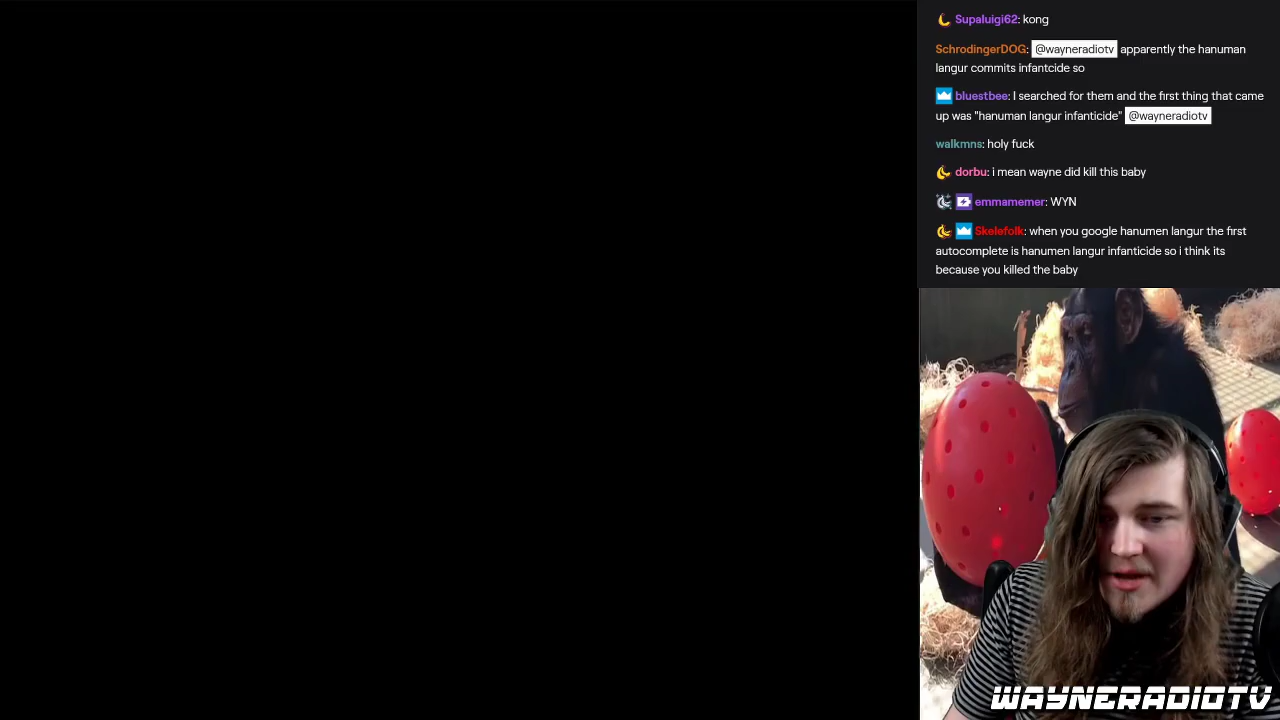 Supaluigi62: kong
SchrodingerDOG: @wayneradiotv apparently the hanuman
langur commits infantcide so
bluestbee: I searched for them and the first thing that came
up was "hanuman langur infanticide" @wayneradiotv
walkmns: holy fuck
dorbu: i mean wayne did kill this baby
emmamemer: WYN
Skelefolk: when you google hanumen langur the first
autocomplete is hanumen langur infanticide so i think its
because you killed the baby
WAYNERADIOTV